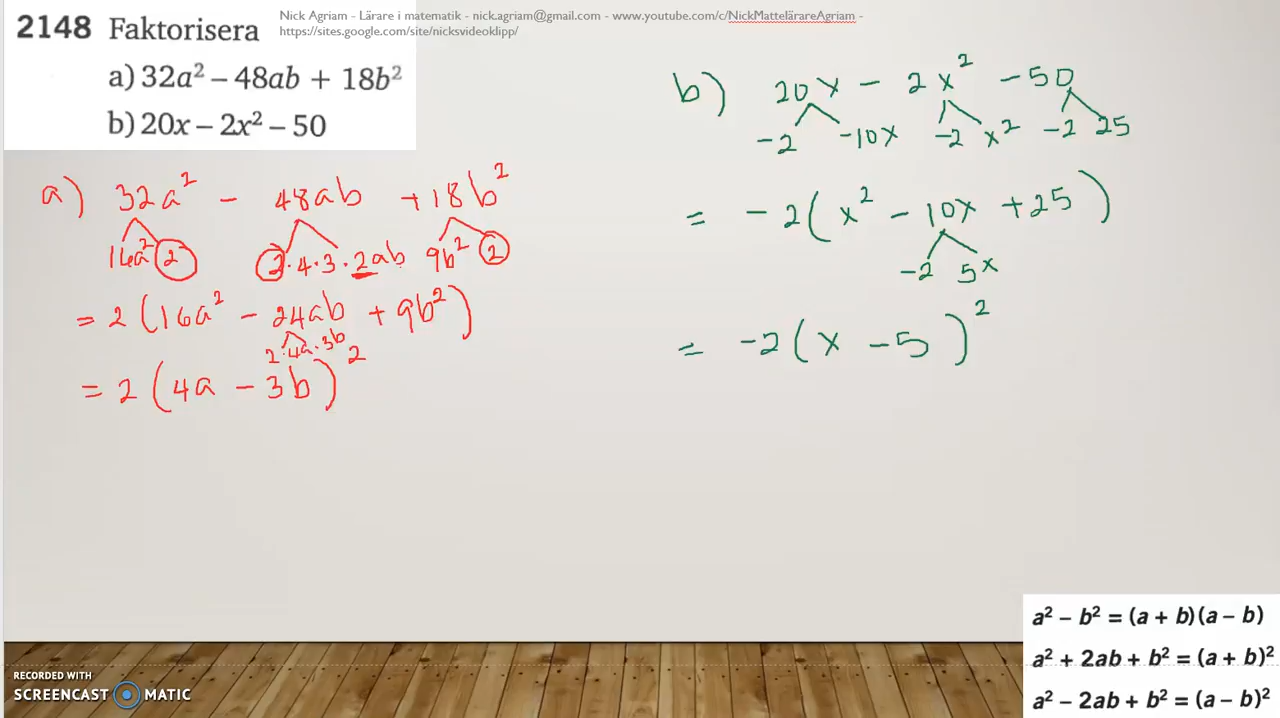 Nick Agriam - Lärare i matematik - nick.agriam@gmail.com - www.youtube.com/c/NickMattelärareAgriam -
https://sites.google.com/site/nicksvideoklipp/
2148 Faktorisera
a) 32a² − 48ab + 18b²
b) 20x − 2x² − 50
a) 32a² − 48ab + 18b²
16a² 2 2·4·3·2ab 9b² 2
= 2(16a² − 24ab + 9b²)
2·4a·3b
= 2(4a − 3b)²
b) 20x − 2x² − 50
-2 -10x -2 x² -2 25
= -2(x² − 10x + 25)
-2 5x
= -2(x − 5)²
a² − b² = (a + b)(a − b)
a² + 2ab + b² = (a + b)²
a² − 2ab + b² = (a − b)²
RECORDED WITH
SCREENCAST MATIC